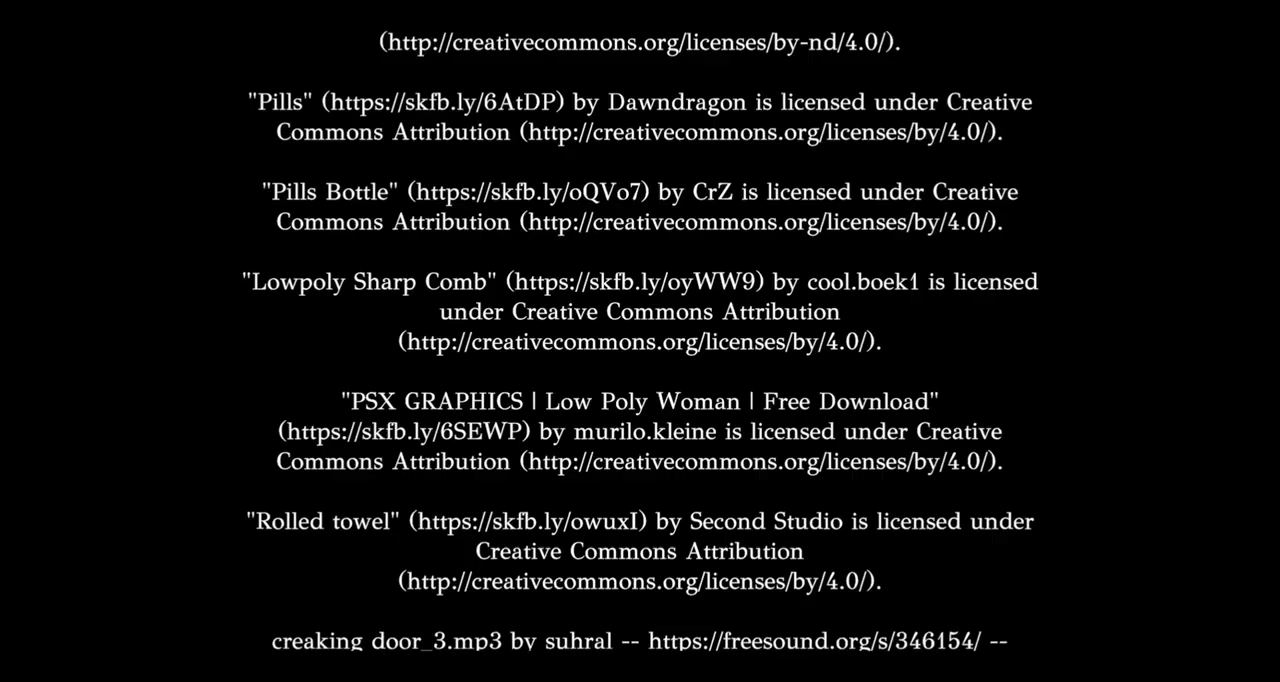 (http://creativecommons.org/licenses/by-nd/4.0/).
"Pills" (https://skfb.ly/6AtDP) by Dawndragon is licensed under Creative
Commons Attribution (http://creativecommons.org/licenses/by/4.0/).
"Pills Bottle" (https://skfb.ly/oQVo7) by CrZ is licensed under Creative
Commons Attribution (http://creativecommons.org/licenses/by/4.0/).
"Lowpoly Sharp Comb" (https://skfb.ly/oyWW9) by cool.boek1 is licensed
under Creative Commons Attribution
(http://creativecommons.org/licenses/by/4.0/).
"PSX GRAPHICS | Low Poly Woman | Free Download"
(https://skfb.ly/6SEWP) by murilo.kleine is licensed under Creative
Commons Attribution (http://creativecommons.org/licenses/by/4.0/).
"Rolled towel" (https://skfb.ly/owuxI) by Second Studio is licensed under
Creative Commons Attribution
(http://creativecommons.org/licenses/by/4.0/).
creaking door_3.mp3 by suhral -- https://freesound.org/s/346154/ --